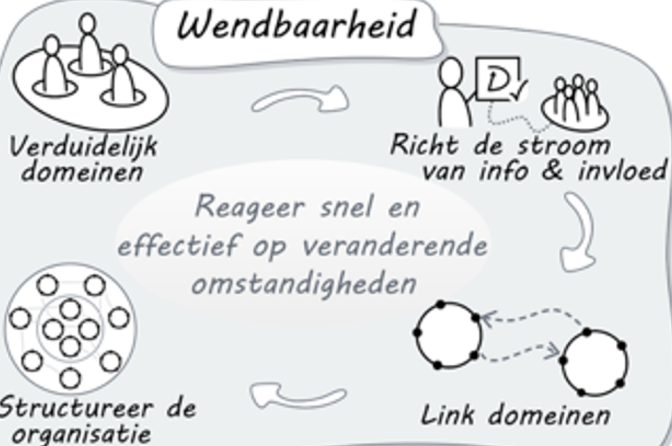 Wendbaarheid
Verduidelijk
domeinen
D
Richt de stroom
van info & invloed
Reageer snel en
effectief op veranderende
omstandigheden
Structureer de
organisatie
Link domeinen